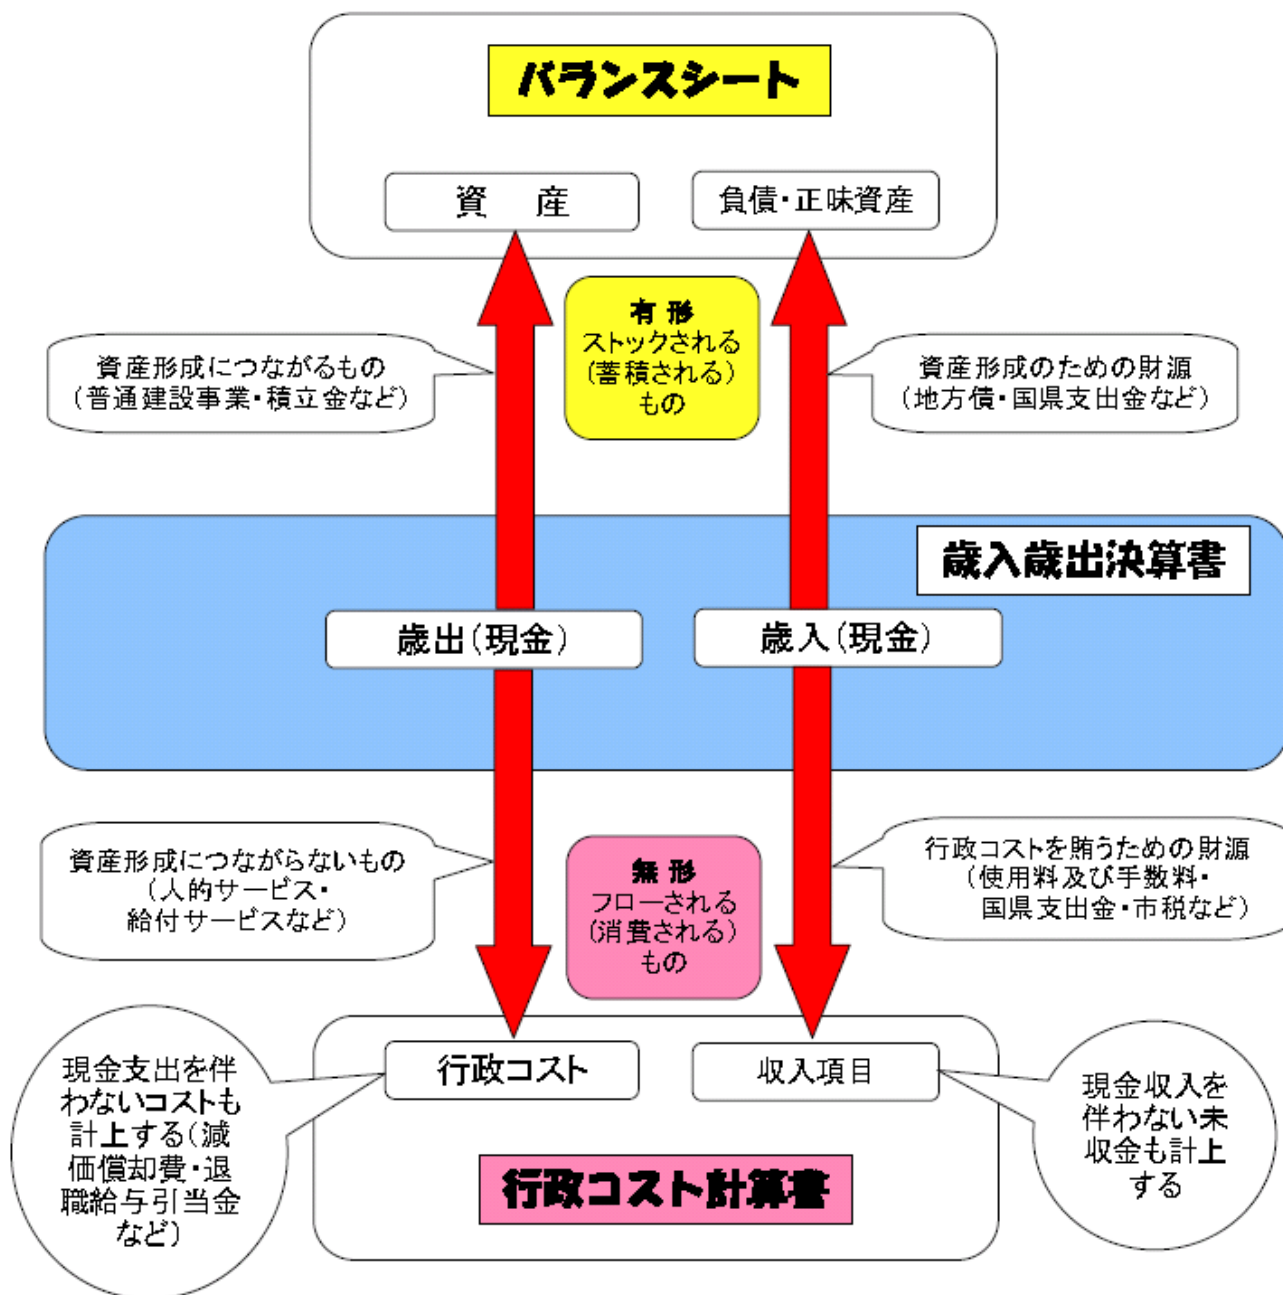 バランスシート
資　産
負債・正味資産
有 形
ストックされる
(蓄積される)
もの
資産形成につながるもの
(普通建設事業・積立金など)
資産形成のための財源
(地方債・国県支出金など)
歳入歳出決算書
歳出(現金)
歳入(現金)
資産形成につながらないもの
(人的サービス・
給付サービスなど)
無 形
フローされる
(消費される)
もの
行政コストを賄うための財源
(使用料及び手数料・
国県支出金・市税など)
現金支出を伴
わないコストも
計上する(減
価償却費・退
職給与引当金
など)
行政コスト
収入項目
現金収入を
伴わない未
収金も計上
する
行政コスト計算書